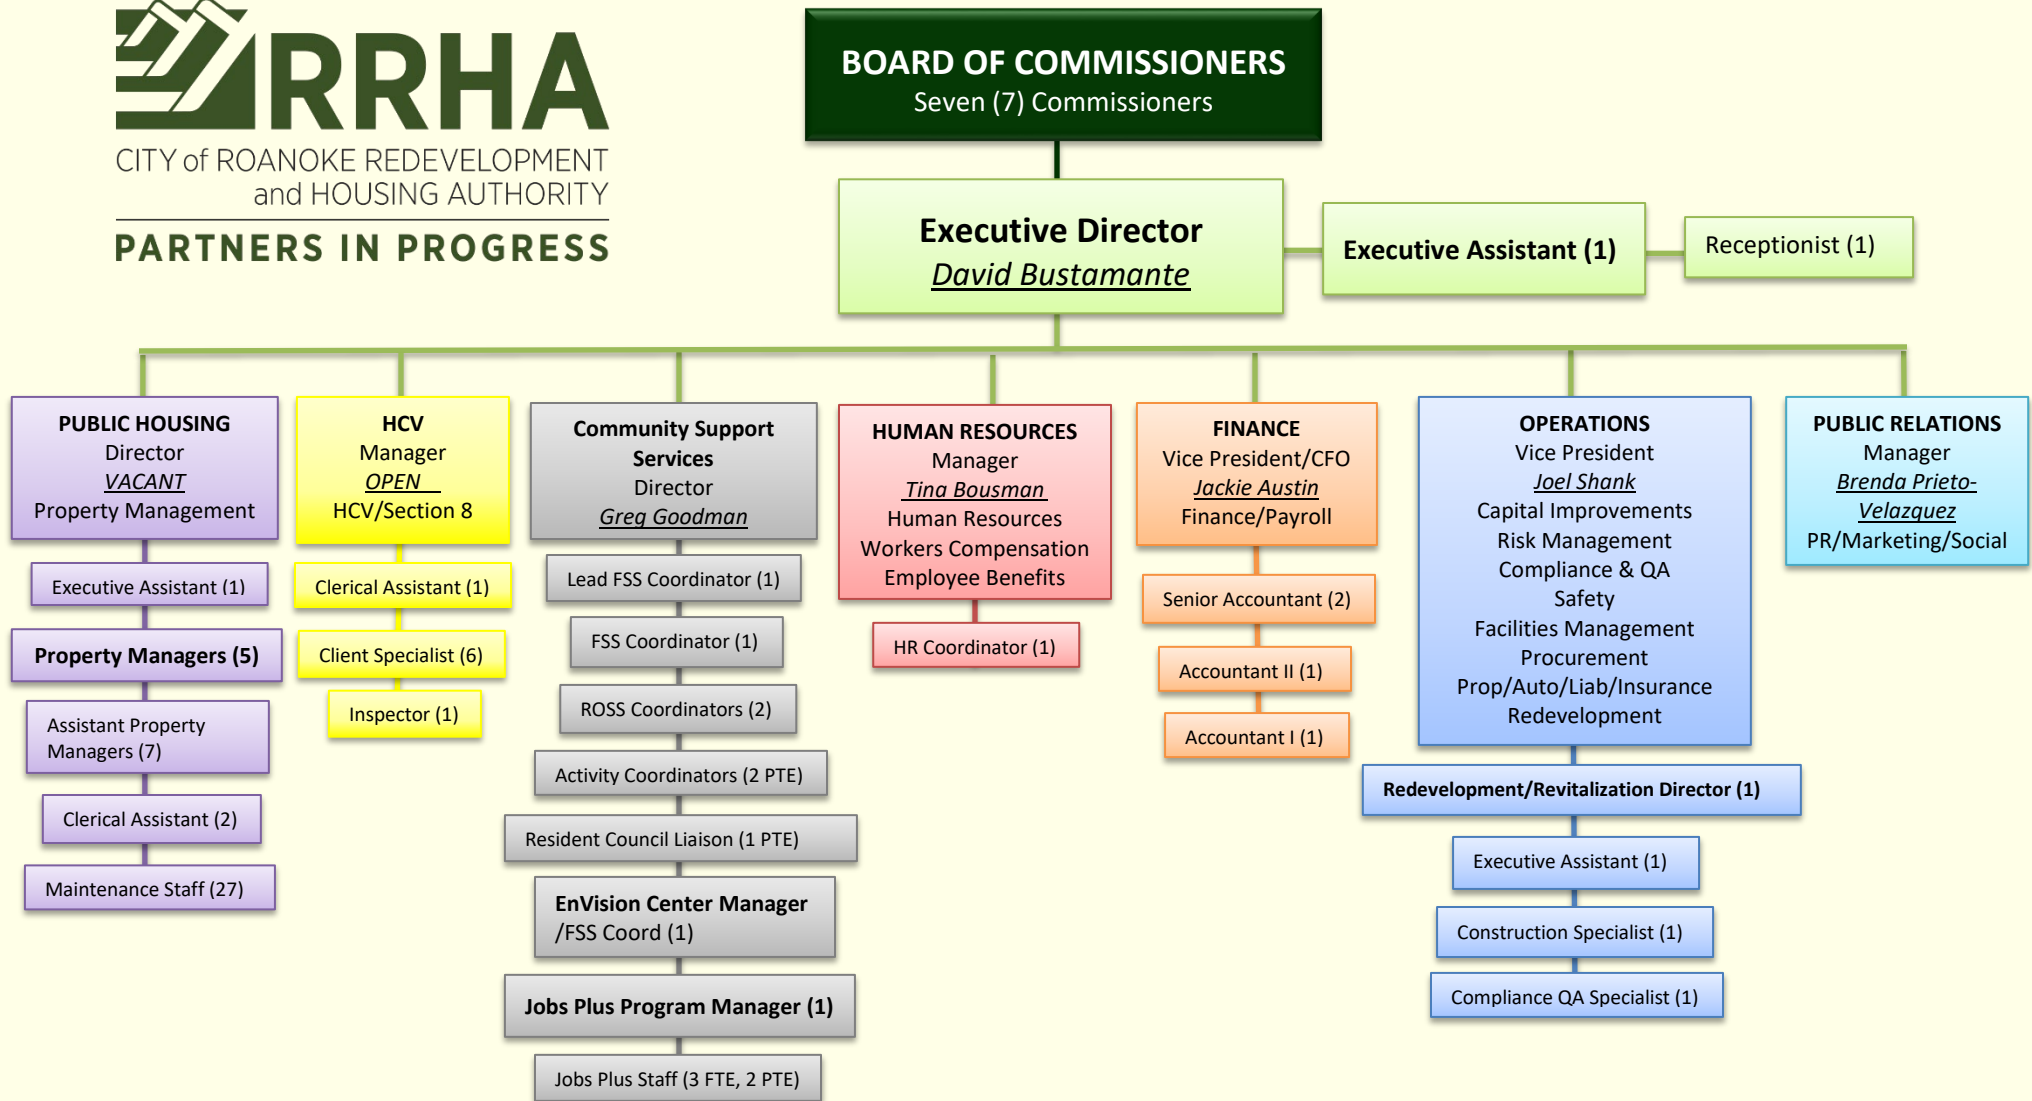 RRHA
CITY of ROANOKE REDEVELOPMENT
and HOUSING AUTHORITY
PARTNERS IN PROGRESS
BOARD OF COMMISSIONERS
Seven (7) Commissioners
Executive Director
David Bustamante
Executive Assistant (1)
Receptionist (1)
PUBLIC HOUSING
Director
VACANT
Property Management
Executive Assistant (1)
Property Managers (5)
Assistant Property
Managers (7)
Clerical Assistant (2)
Maintenance Staff (27)
HCV
Manager
OPEN
HCV/Section 8
Clerical Assistant (1)
Client Specialist (6)
Inspector (1)
Community Support
Services
Director
Greg Goodman
Lead FSS Coordinator (1)
FSS Coordinator (1)
ROSS Coordinators (2)
Activity Coordinators (2 PTE)
Resident Council Liaison (1 PTE)
EnVision Center Manager
/FSS Coord (1)
Jobs Plus Program Manager (1)
Jobs Plus Staff (3 FTE, 2 PTE)
HUMAN RESOURCES
Manager
Tina Bousman
Human Resources
Workers Compensation
Employee Benefits
HR Coordinator (1)
FINANCE
Vice President/CFO
Jackie Austin
Finance/Payroll
Senior Accountant (2)
Accountant II (1)
Accountant I (1)
OPERATIONS
Vice President
Joel Shank
Capital Improvements
Risk Management
Compliance & QA
Safety
Facilities Management
Procurement
Prop/Auto/Liab/Insurance
Redevelopment
Redevelopment/Revitalization Director (1)
Executive Assistant (1)
Construction Specialist (1)
Compliance QA Specialist (1)
PUBLIC RELATIONS
Manager
Brenda Prieto-
Velazquez
PR/Marketing/Social